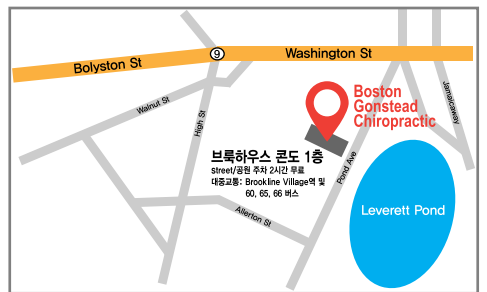 Bolyston St
9
Washington St
Walnut St
High St
Jamaicaway
Boston
Gonstead
Chiropractic
브룩하우스 콘도 1층
street/공원 주차 2시간 무료
대중교통: Brookline Village역 및
60, 65, 66 버스
Pond Ave
Allerton St
Leverett Pond